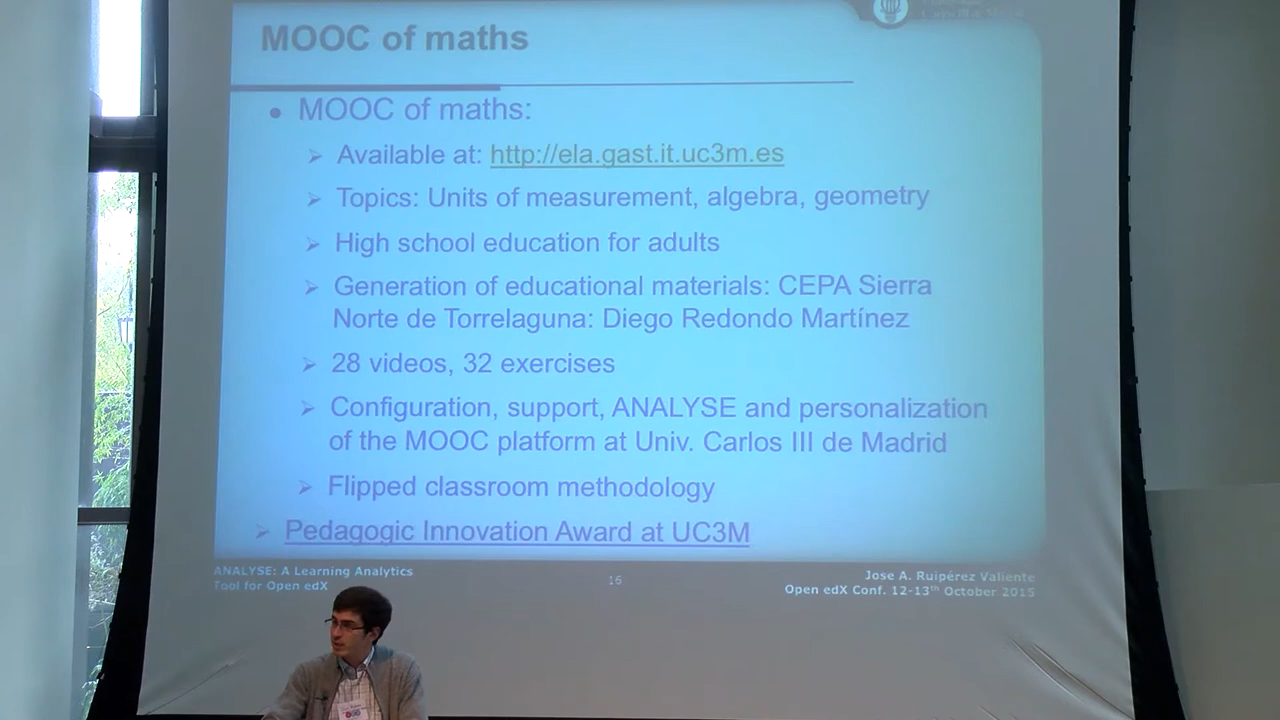 MOOC of maths
• MOOC of maths:
➢ Available at: http://ela.gast.it.uc3m.es
➢ Topics: Units of measurement, algebra, geometry
➢ High school education for adults
➢ Generation of educational materials: CEPA Sierra
Norte de Torrelaguna: Diego Redondo Martínez
➢ 28 videos, 32 exercises
➢ Configuration, support, ANALYSE and personalization
of the MOOC platform at Univ. Carlos III de Madrid
➢ Flipped classroom methodology
➢ Pedagogic Innovation Award at UC3M
ANALYSE: A Learning Analytics
Tool for Open edX
16
Jose A. Ruipérez Valiente
Open edX Conf. 12-13th October 2015